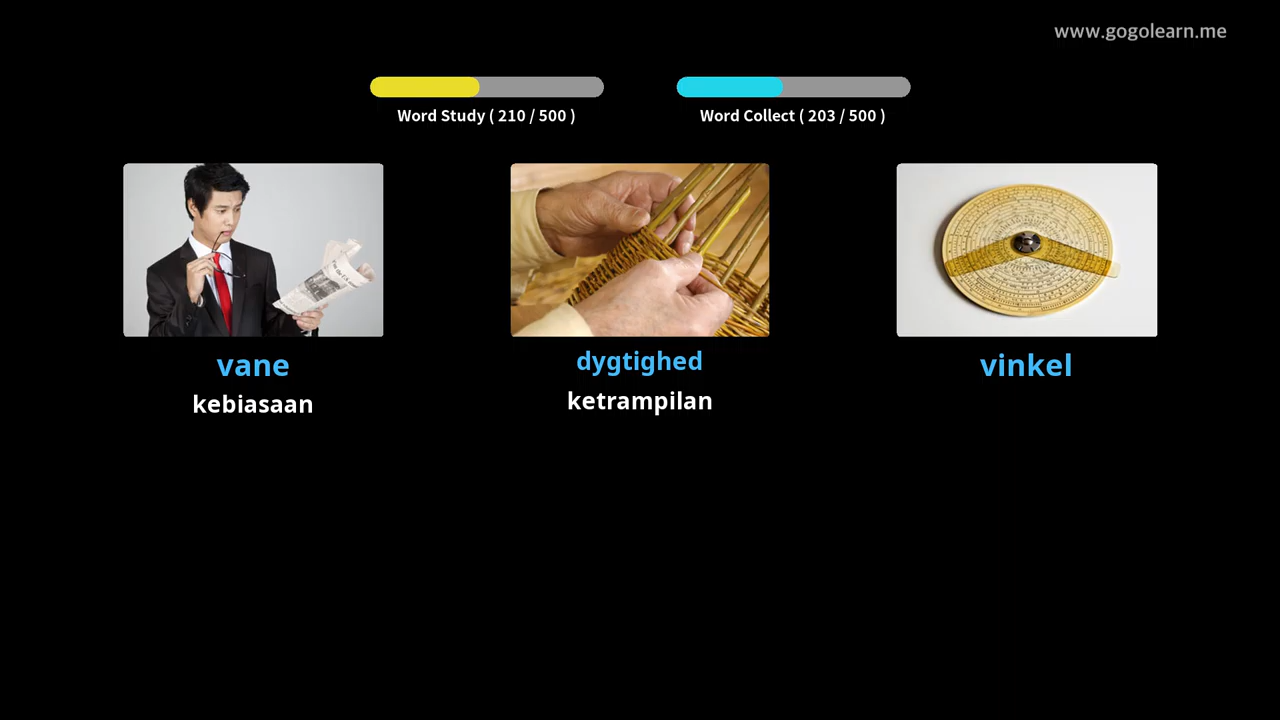 www.gogolearn.me
Word Study ( 210 / 500 )
Word Collect ( 203 / 500 )
vane
kebiasaan
dygtighed
ketrampilan
vinkel